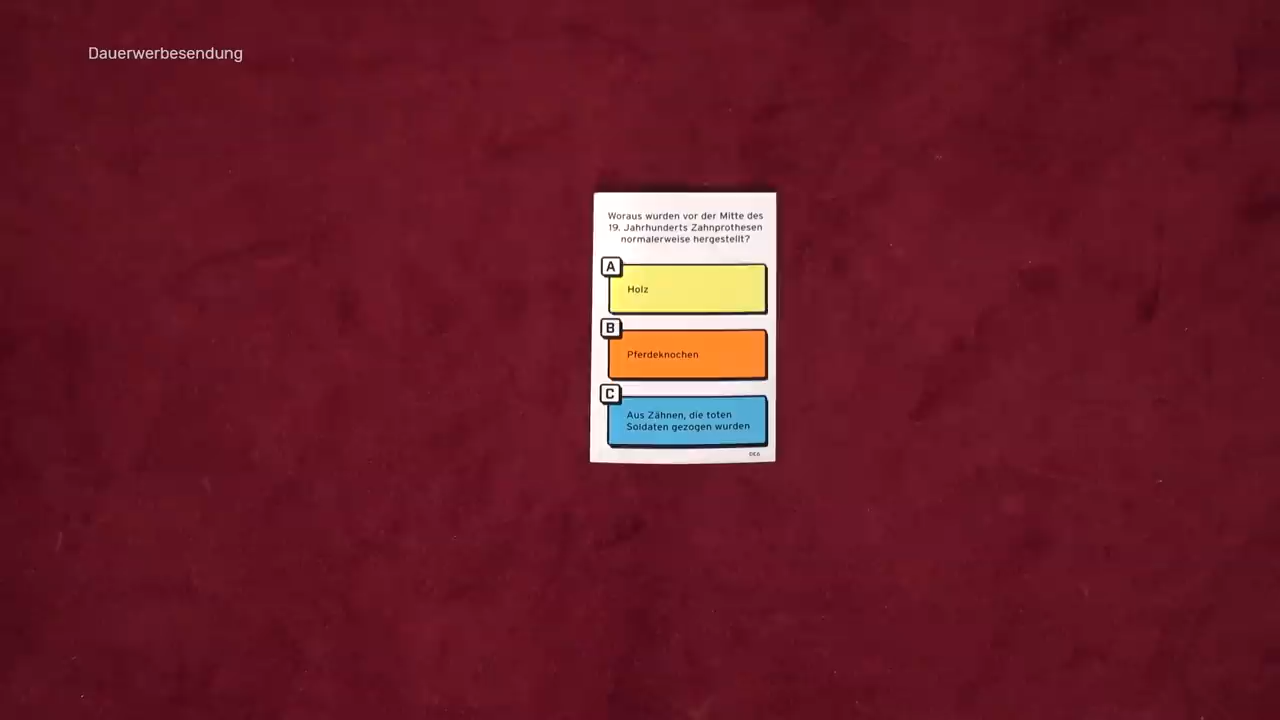 Dauerwerbesendung
Woraus wurden vor der Mitte des
19. Jahrhunderts Zahnprothesen
normalerweise hergestellt?
A
Holz
B
Pferdeknochen
C
Aus Zähnen, die toten
Soldaten gezogen wurden